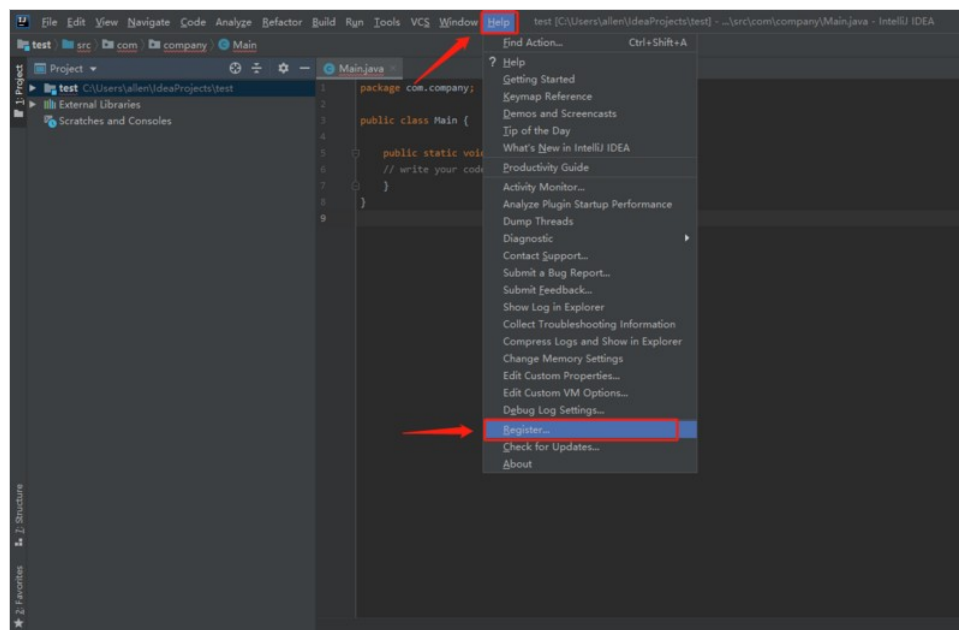 File Edit View Navigate Code Analyze Refactor Build Run Tools VCS Window Help test [C:\Users\allen\IdeaProjects\test] - ...\src\com\company\Main.java - IntelliJ IDEA
test src com company Main
Project
Main.java
1: Project
test C:\Users\allen\IdeaProjects\test
External Libraries
Scratches and Consoles
1 package com.company;
2
3 public class Main {
4
5 public static voi
6 // write your code
7 }
8 }
9
Find Action... Ctrl+Shift+A
? Help
Getting Started
Keymap Reference
Demos and Screencasts
Tip of the Day
What's New in IntelliJ IDEA
Productivity Guide
Activity Monitor...
Analyze Plugin Startup Performance
Dump Threads
Diagnostic
Contact Support...
Submit a Bug Report...
Submit Feedback...
Show Log in Explorer
Collect Troubleshooting Information
Compress Logs and Show in Explorer
Change Memory Settings
Edit Custom Properties...
Edit Custom VM Options...
Debug Log Settings...
Register...
Check for Updates...
About
7: Structure
2: Favorites